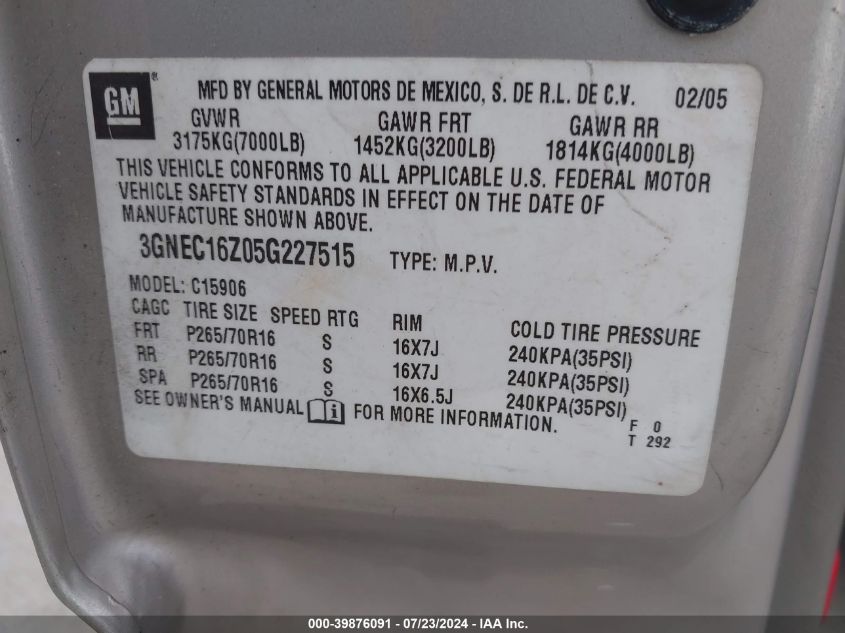 GM ®
MFD BY GENERAL MOTORS DE MEXICO, S. DE R.L. DE C.V. 02/05
GVWR GAWR FRT GAWR RR
3175KG(7000LB) 1452KG(3200LB) 1814KG(4000LB)
THIS VEHICLE CONFORMS TO ALL APPLICABLE U.S. FEDERAL MOTOR
VEHICLE SAFETY STANDARDS IN EFFECT ON THE DATE OF
MANUFACTURE SHOWN ABOVE.
3GNEC16Z05G227515 TYPE: M.P.V.
MODEL: C15906
CAGC TIRE SIZE SPEED RTG RIM COLD TIRE PRESSURE
FRT P265/70R16 S 16X7J 240KPA(35PSI)
RR P265/70R16 S 16X7J 240KPA(35PSI)
SPA P265/70R16 S 16X6.5J 240KPA(35PSI)
SEE OWNER'S MANUAL FOR MORE INFORMATION.
F 0
T 292
000-39876091 - 07/23/2024 - IAA Inc.